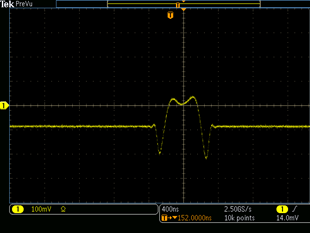 Tek PreVu
T
T
1
1 100mV Ω 400ns 2.50GS/s 1
T→▾152.0000ns 10k points 14.0mV